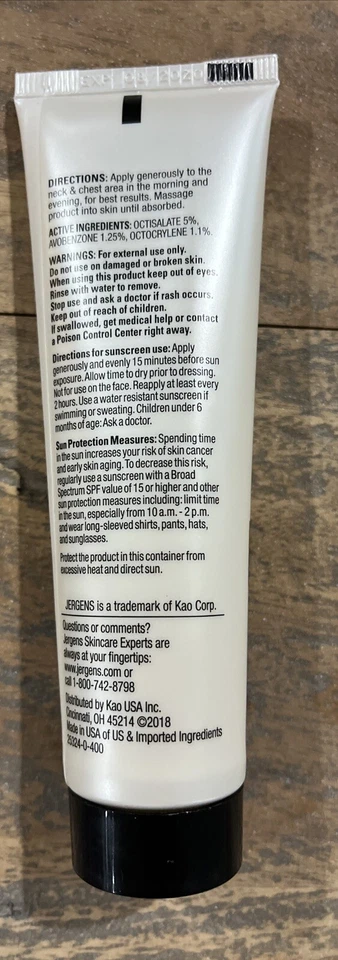 EXP 2020
DIRECTIONS: Apply generously to the
neck & chest area in the morning and
evening, for best results. Massage
product into skin until absorbed.
ACTIVE INGREDIENTS: OCTISALATE 5%,
AVOBENZONE 1.25%, OCTOCRYLENE 1.1%.
WARNINGS: For external use only.
Do not use on damaged or broken skin.
When using this product keep out of eyes.
Rinse with water to remove.
Stop use and ask a doctor if rash occurs.
Keep out of reach of children.
If swallowed, get medical help or contact
a Poison Control Center right away.
Directions for sunscreen use: Apply
generously and evenly 15 minutes before sun
exposure. Allow time to dry prior to dressing.
Not for use on the face. Reapply at least every
2 hours. Use a water resistant sunscreen if
swimming or sweating. Children under 6
months of age: Ask a doctor.
Sun Protection Measures: Spending time
in the sun increases your risk of skin cancer
and early skin aging. To decrease this risk,
regularly use a sunscreen with a Broad
Spectrum SPF value of 15 or higher and other
sun protection measures including: limit time
in the sun, especially from 10 a.m. - 2 p.m.
and wear long-sleeved shirts, pants, hats,
and sunglasses.
Protect the product in this container from
excessive heat and direct sun.
JERGENS is a trademark of Kao Corp.
Questions or comments?
Jergens Skincare Experts are
always at your fingertips:
www.jergens.com or
call 1-800-742-8798
Distributed by Kao USA Inc.
Cincinnati, OH 45214 ©2018
Made in USA of US & Imported Ingredients
25324-0-400